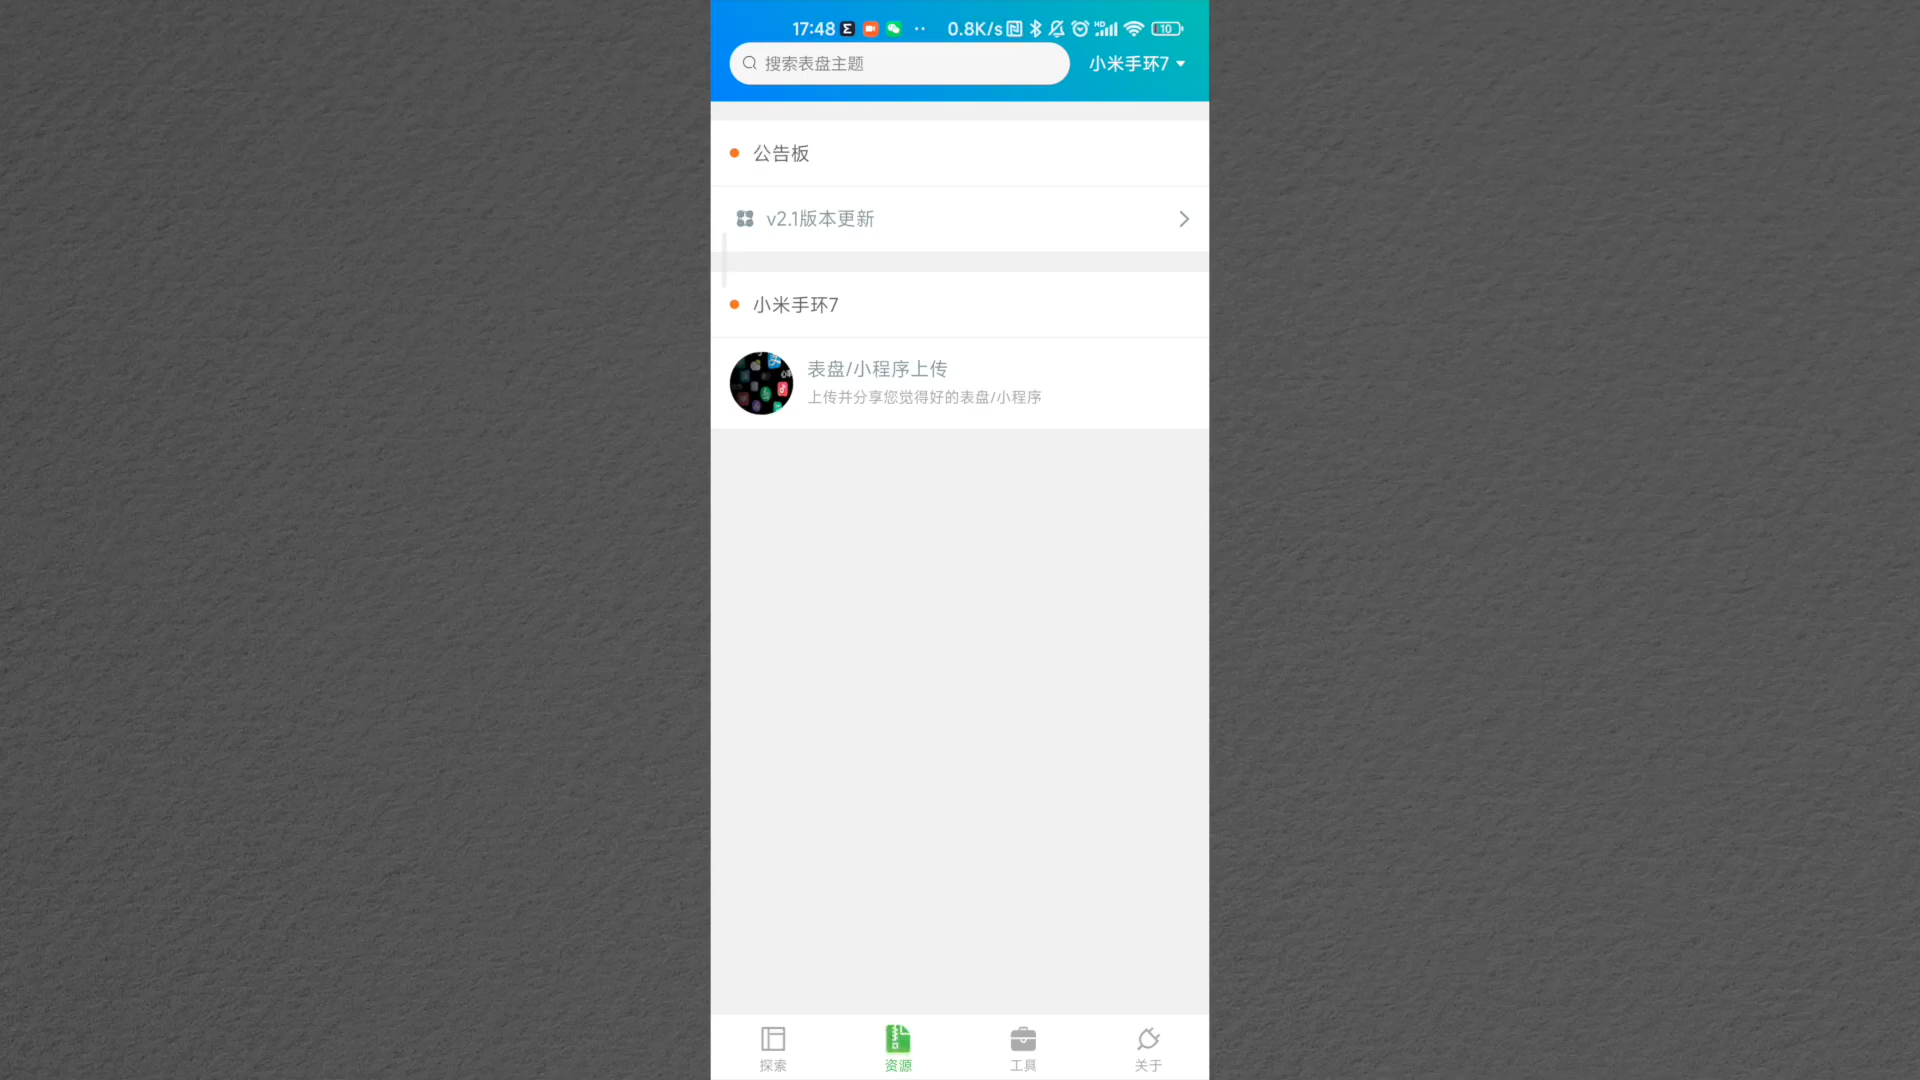 17:48 0.8K/s HD 10
搜索表盘主题 小米手环7
公告板
v2.1版本更新
小米手环7
表盘/小程序上传
上传并分享您觉得好的表盘/小程序
探索 资源 工具 关于